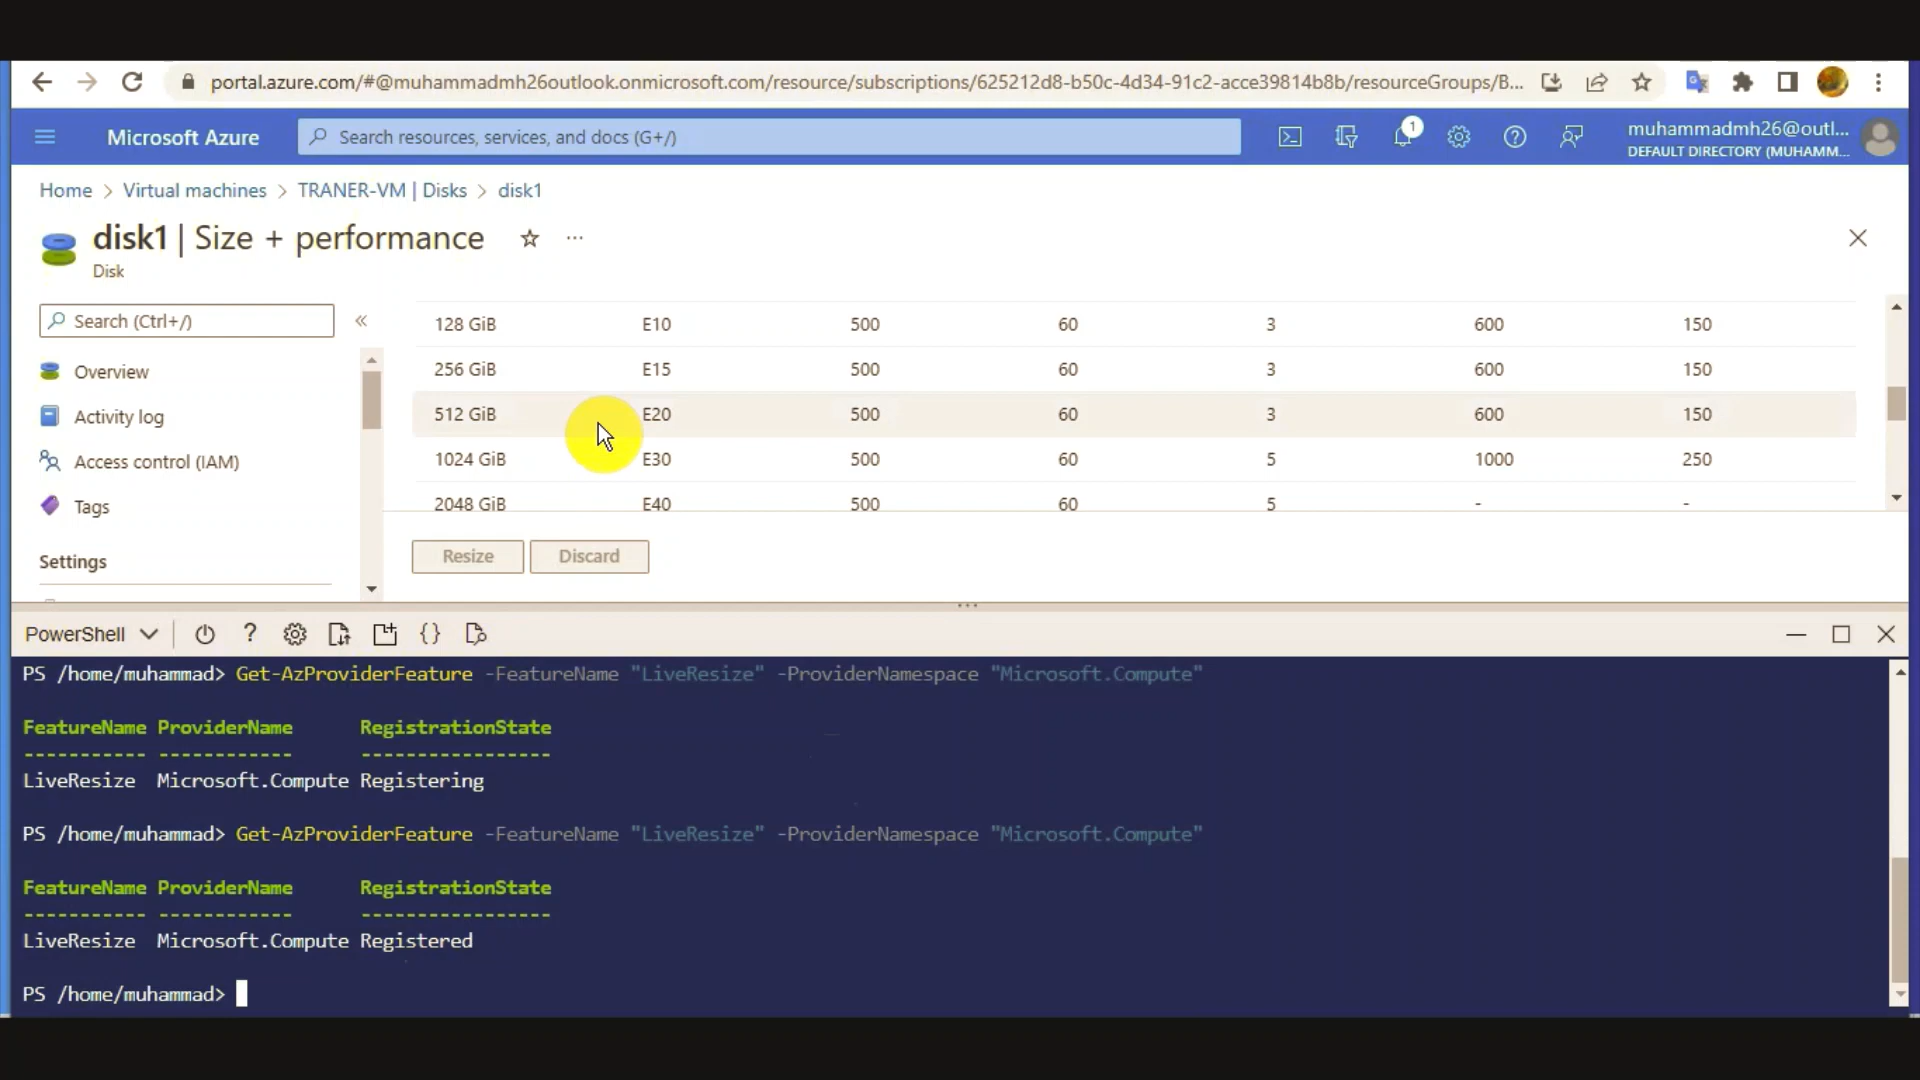 portal.azure.com/#@muhammadmh26outlook.onmicrosoft.com/resource/subscriptions/625212d8-b50c-4d34-91c2-acce39814b8b/resourceGroups/B...
Microsoft Azure
Search resources, services, and docs (G+/)
1
muhammadmh26@outl...
DEFAULT DIRECTORY (MUHAMM...
Home > Virtual machines > TRANER-VM | Disks > disk1
disk1 | Size + performance
Disk
Search (Ctrl+/)
«
Overview
Activity log
Access control (IAM)
Tags
Settings
128 GiB E10 500 60 3 600 150
256 GiB E15 500 60 3 600 150
512 GiB E20 500 60 3 600 150
1024 GiB E30 500 60 5 1000 250
2048 GiB E40 500 60 5 - -
Resize Discard
PowerShell ? {}
PS /home/muhammad> Get-AzProviderFeature -FeatureName "LiveResize" -ProviderNamespace "Microsoft.Compute"
FeatureName ProviderName RegistrationState
----------- ------------ -----------------
LiveResize Microsoft.Compute Registering
PS /home/muhammad> Get-AzProviderFeature -FeatureName "LiveResize" -ProviderNamespace "Microsoft.Compute"
FeatureName ProviderName RegistrationState
----------- ------------ -----------------
LiveResize Microsoft.Compute Registered
PS /home/muhammad>